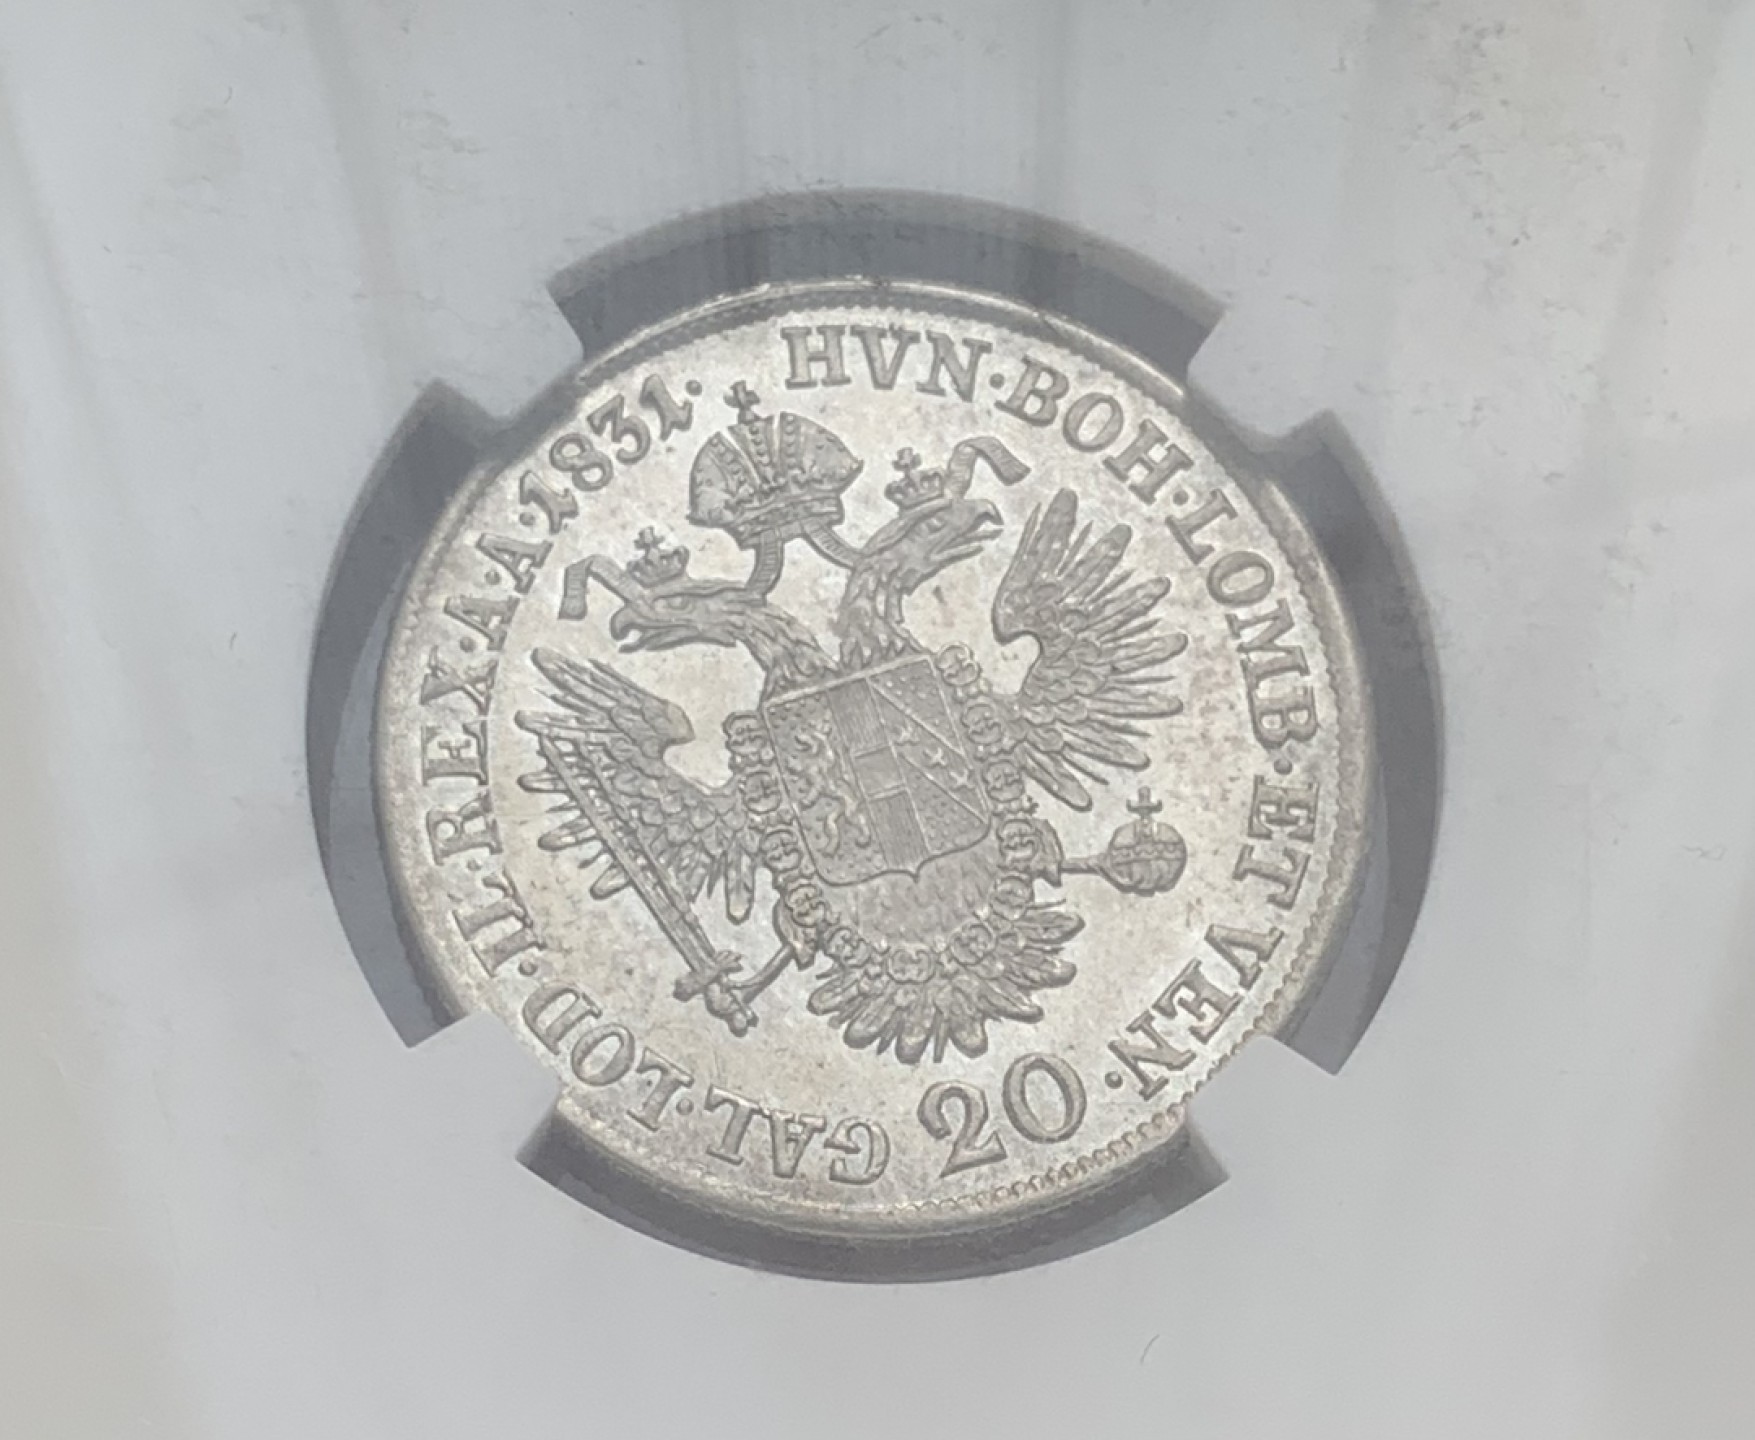 HVN·BOH·LOMB·ET VEN·
20
GAL·LOD·IL·REX·A·A·1831·